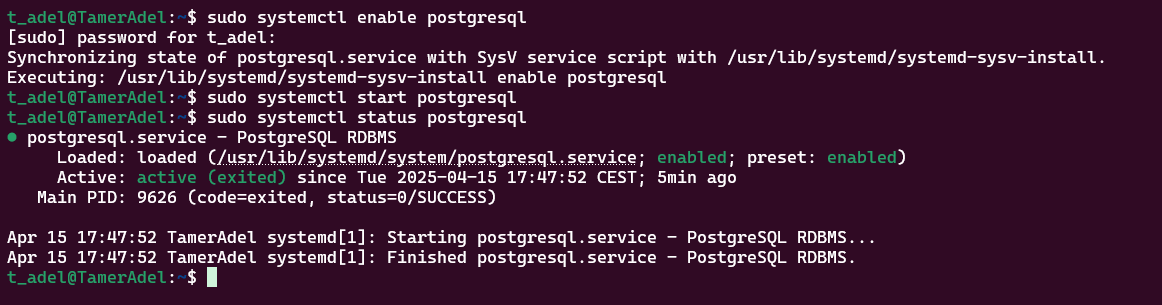 t_adel@TamerAdel:~$ sudo systemctl enable postgresql
[sudo] password for t_adel:
Synchronizing state of postgresql.service with SysV service script with /usr/lib/systemd/systemd-sysv-install.
Executing: /usr/lib/systemd/systemd-sysv-install enable postgresql
t_adel@TamerAdel:~$ sudo systemctl start postgresql
t_adel@TamerAdel:~$ sudo systemctl status postgresql
● postgresql.service - PostgreSQL RDBMS
     Loaded: loaded (/usr/lib/systemd/system/postgresql.service; enabled; preset: enabled)
     Active: active (exited) since Tue 2025-04-15 17:47:52 CEST; 5min ago
   Main PID: 9626 (code=exited, status=0/SUCCESS)

Apr 15 17:47:52 TamerAdel systemd[1]: Starting postgresql.service - PostgreSQL RDBMS...
Apr 15 17:47:52 TamerAdel systemd[1]: Finished postgresql.service - PostgreSQL RDBMS.
t_adel@TamerAdel:~$